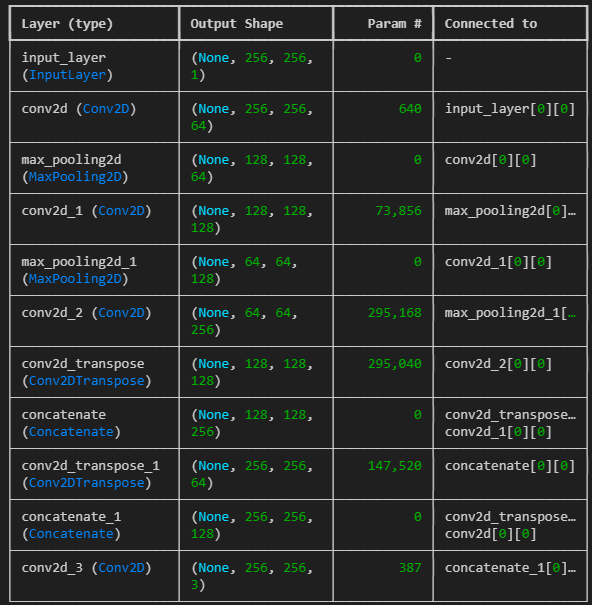 Layer (type) Output Shape Param # Connected to
input_layer (None, 256, 256, 0 -
(InputLayer) 1)
conv2d (Conv2D) (None, 256, 256, 640 input_layer[0][0]
64)
max_pooling2d (None, 128, 128, 0 conv2d[0][0]
(MaxPooling2D) 64)
conv2d_1 (Conv2D) (None, 128, 128, 73,856 max_pooling2d[0]…
128)
max_pooling2d_1 (None, 64, 64, 0 conv2d_1[0][0]
(MaxPooling2D) 128)
conv2d_2 (Conv2D) (None, 64, 64, 295,168 max_pooling2d_1[…
256)
conv2d_transpose (None, 128, 128, 295,040 conv2d_2[0][0]
(Conv2DTranspose) 128)
concatenate (None, 128, 128, 0 conv2d_transpose…
(Concatenate) 256) conv2d_1[0][0]
conv2d_transpose_1 (None, 256, 256, 147,520 concatenate[0][0]
(Conv2DTranspose) 64)
concatenate_1 (None, 256, 256, 0 conv2d_transpose…
(Concatenate) 128) conv2d[0][0]
conv2d_3 (Conv2D) (None, 256, 256, 387 concatenate_1[0]…
3)